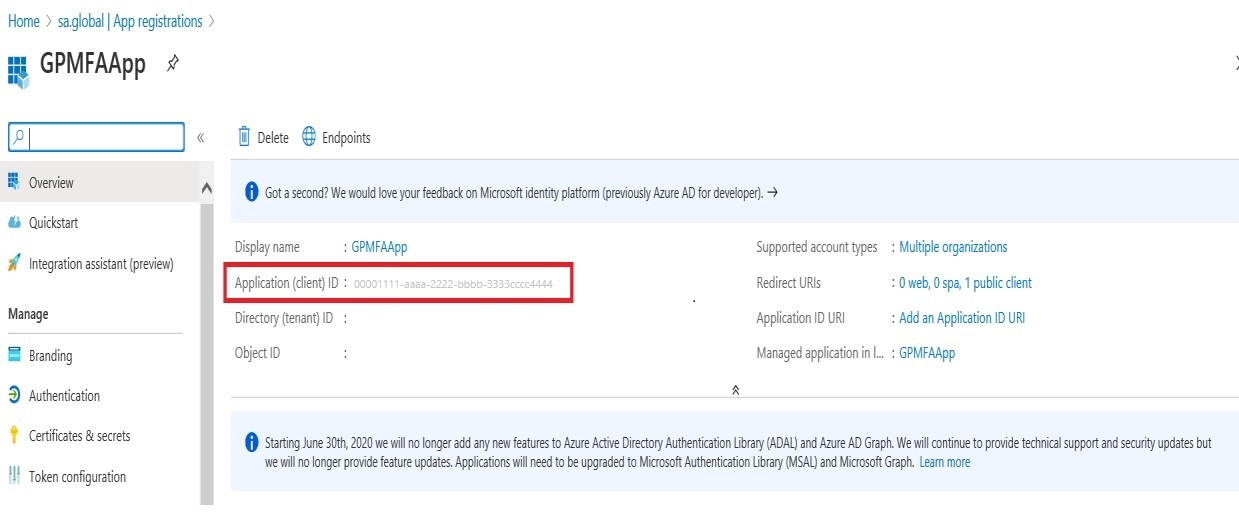 Home > sa.global | App registrations >
GPMFAApp
«
Delete Endpoints
Overview
Quickstart
Integration assistant (preview)
Manage
Branding
Authentication
Certificates & secrets
Token configuration
Got a second? We would love your feedback on Microsoft identity platform (previously Azure AD for developer). →
Display name : GPMFAApp
Application (client) ID : 00001111-aaaa-2222-bbbb-3333cccc4444
Directory (tenant) ID :
Object ID :
Supported account types : Multiple organizations
Redirect URIs : 0 web, 0 spa, 1 public client
Application ID URI : Add an Application ID URI
Managed application in l... : GPMFAApp
Starting June 30th, 2020 we will no longer add any new features to Azure Active Directory Authentication Library (ADAL) and Azure AD Graph. We will continue to provide technical support and security updates but
we will no longer provide feature updates. Applications will need to be upgraded to Microsoft Authentication Library (MSAL) and Microsoft Graph. Learn more